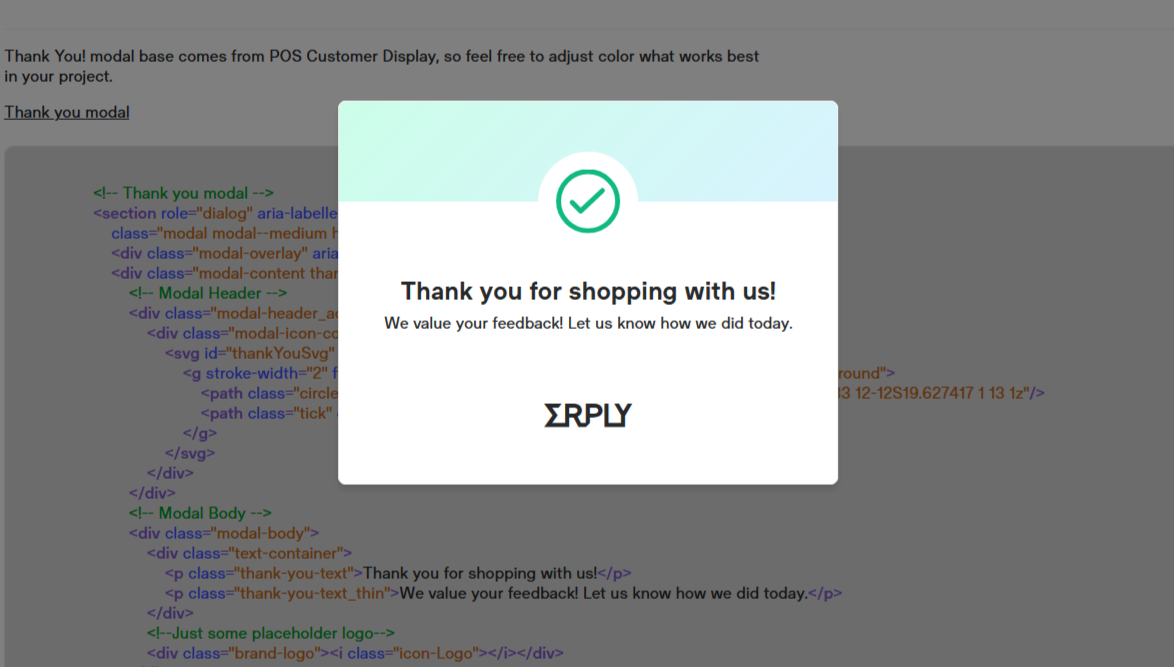 Thank You! modal base comes from POS Customer Display, so feel free to adjust color what works best
in your project.
Thank you modal
<!-- Thank you modal -->
<section role="dialog" aria-labelle
class="modal modal--medium h
<div class="modal-overlay" aria
<div class="modal-content than
<!-- Modal Header -->
<div class="modal-header_ac
<div class="modal-icon-co
<svg id="thankYouSvg"
<g stroke-width="2" f round">
<path class="circle 33 12-12S19.627417 1 13 1z"/>
<path class="tick"
</g>
</svg>
</div>
</div>
<!-- Modal Body -->
<div class="modal-body">
<div class="text-container">
<p class="thank-you-text">Thank you for shopping with us!</p>
<p class="thank-you-text_thin">We value your feedback! Let us know how we did today.</p>
</div>
<!--Just some placeholder logo-->
<div class="brand-logo"><i class="icon-Logo"></i></div>
Thank you for shopping with us!
We value your feedback! Let us know how we did today.
ΣRPLY